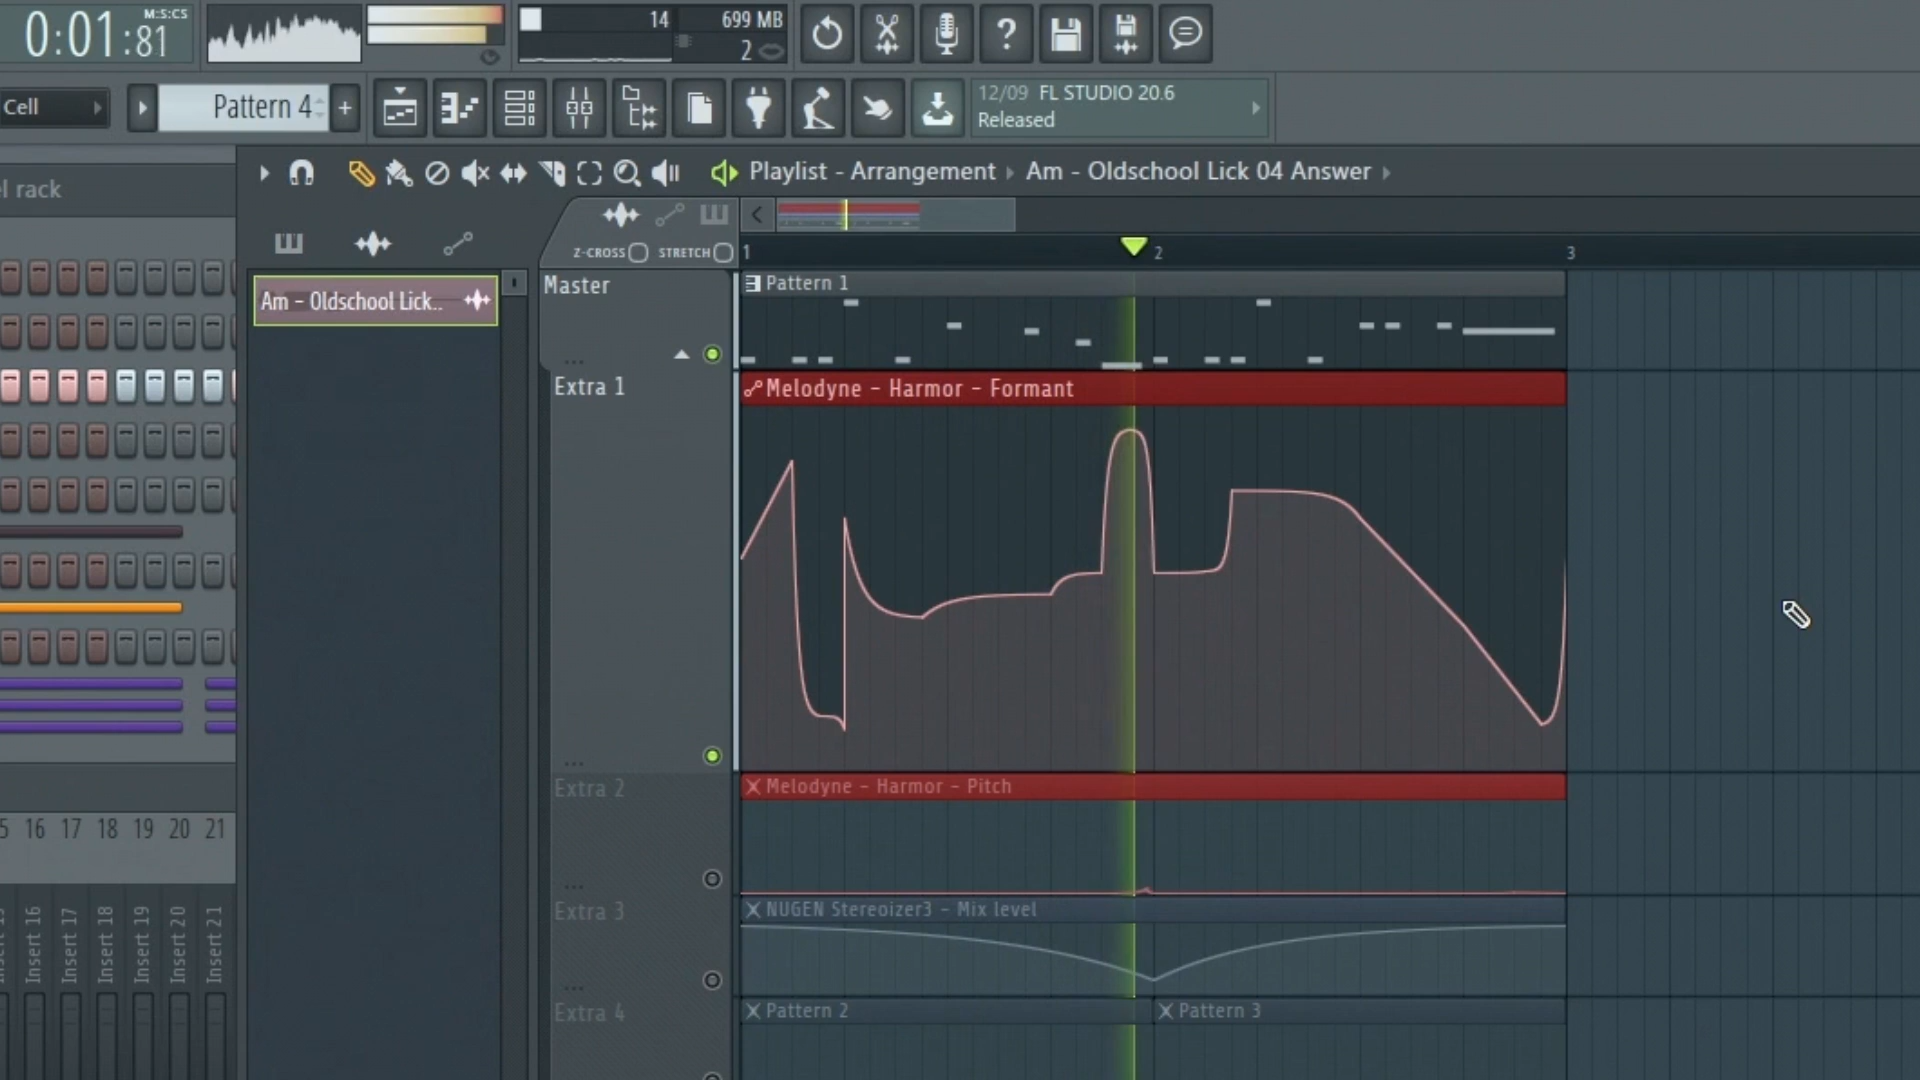 0:01:81
M:S:CS
14
699 MB
2
Cell
Pattern 4
+
?
12/09 FL STUDIO 20.6
Released
Playlist - Arrangement
Am - Oldschool Lick 04 Answer
l rack
Z-CROSS
STRETCH
1
2
3
Am - Oldschool Lick..
Master
...
Pattern 1
Extra 1
...
Melodyne - Harmor - Formant
Extra 2
...
Melodyne - Harmor - Pitch
Extra 3
...
NUGEN Stereoizer3 - Mix level
Extra 4
Pattern 2
Pattern 3
5 16 17 18 19 20 21
Insert 16
Insert 17
Insert 18
Insert 19
Insert 20
Insert 21